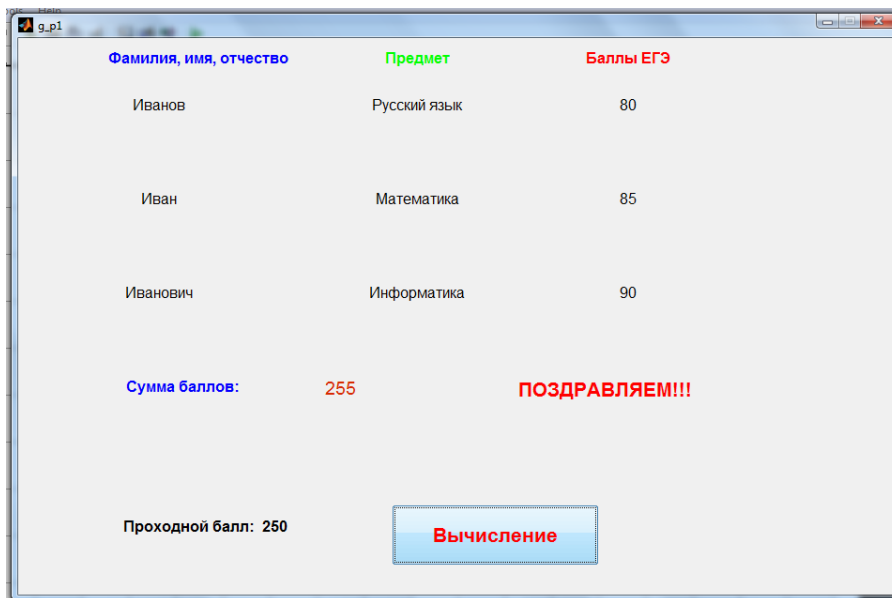 Help
g_p1
Фамилия, имя, отчество Предмет Баллы ЕГЭ
Иванов Русский язык 80
Иван Математика 85
Иванович Информатика 90
Сумма баллов: 255 ПОЗДРАВЛЯЕМ!!!
Проходной балл: 250 Вычисление